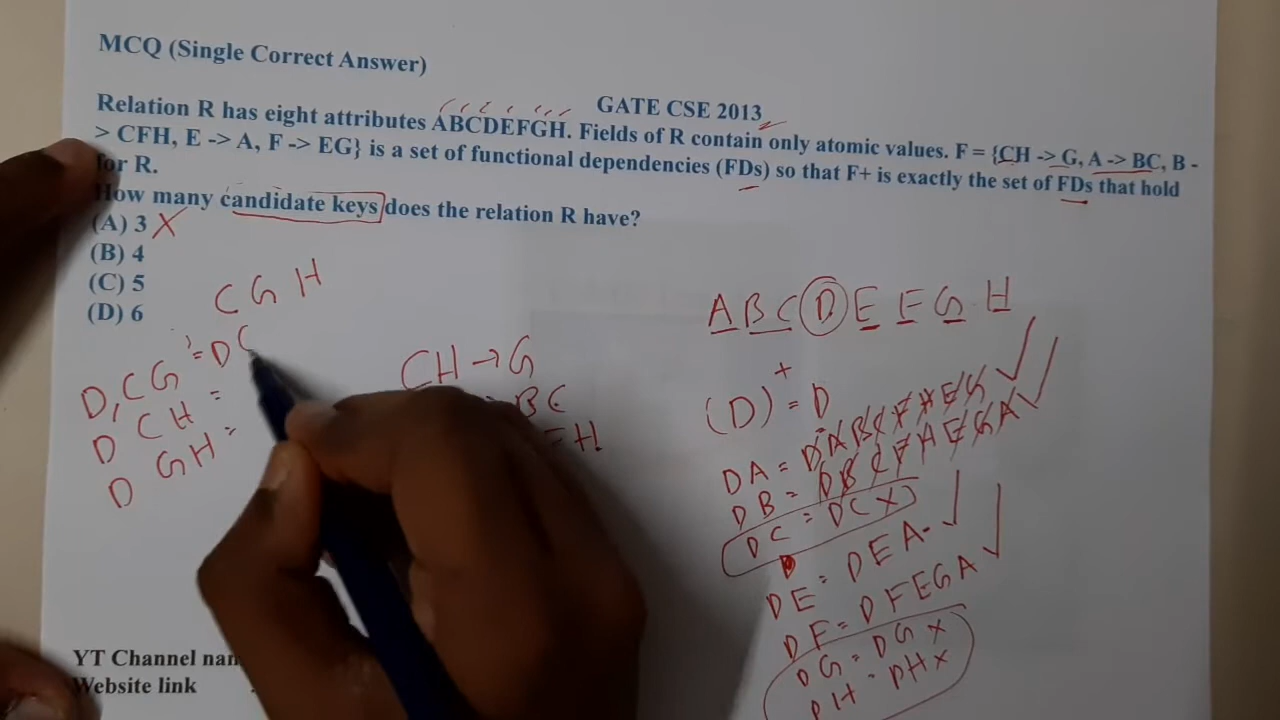 MCQ (Single Correct Answer)
GATE CSE 2013
Relation R has eight attributes ABCDEFGH. Fields of R contain only atomic values. F = {CH -> G, A -> BC, B -
> CFH, E -> A, F -> EG} is a set of functional dependencies (FDs) so that F+ is exactly the set of FDs that hold
for R.
How many candidate keys does the relation R have?
(A) 3 X
(B) 4
(C) 5
(D) 6
C G H
D, C G = D C
D C H =
D G H =
CH → G
BC
H
A B C D E F G H
(D)+ = D
DA = DABCFHEG
DB = DBCFHEGA
DC = DC X
DE = DEA
DF = DFEGA
DG = DG X
DH = DH X
YT Channel nam
Website link